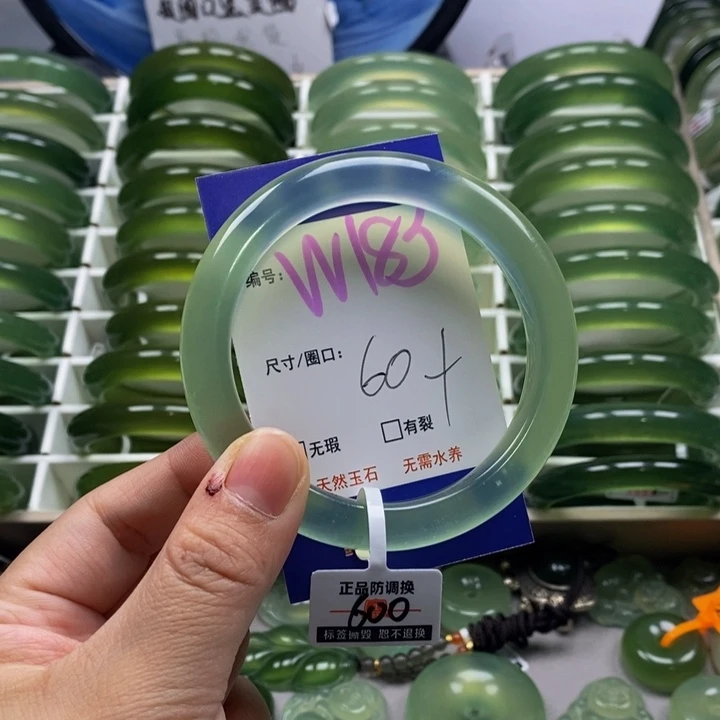 编号: W183
尺寸/圈口: 60+
无瑕 □有裂
天然玉石 无需水养
正品防调换
600
标签撕毁 恕不退换